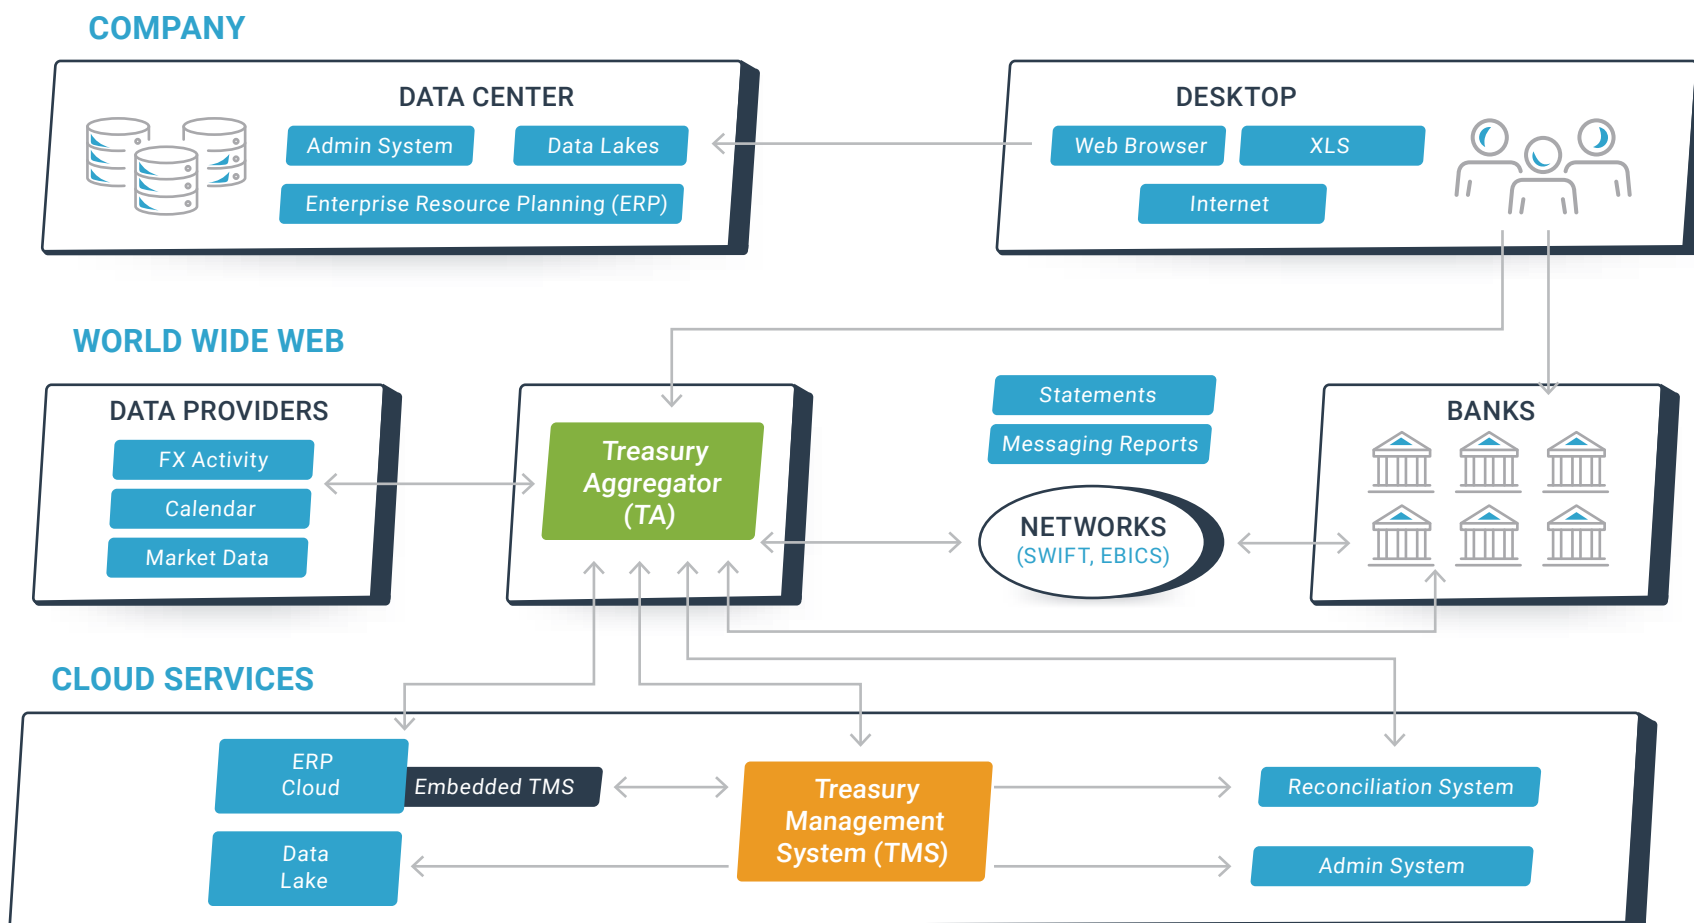 COMPANY
DATA CENTER
Admin System
Data Lakes
Enterprise Resource Planning (ERP)
DESKTOP
Web Browser
XLS
Internet
WORLD WIDE WEB
DATA PROVIDERS
FX Activity
Calendar
Market Data
Treasury
Aggregator
(TA)
Statements
Messaging Reports
NETWORKS
(SWIFT, EBICS)
BANKS
CLOUD SERVICES
ERP
Cloud
Embedded TMS
Data
Lake
Treasury
Management
System (TMS)
Reconciliation System
Admin System